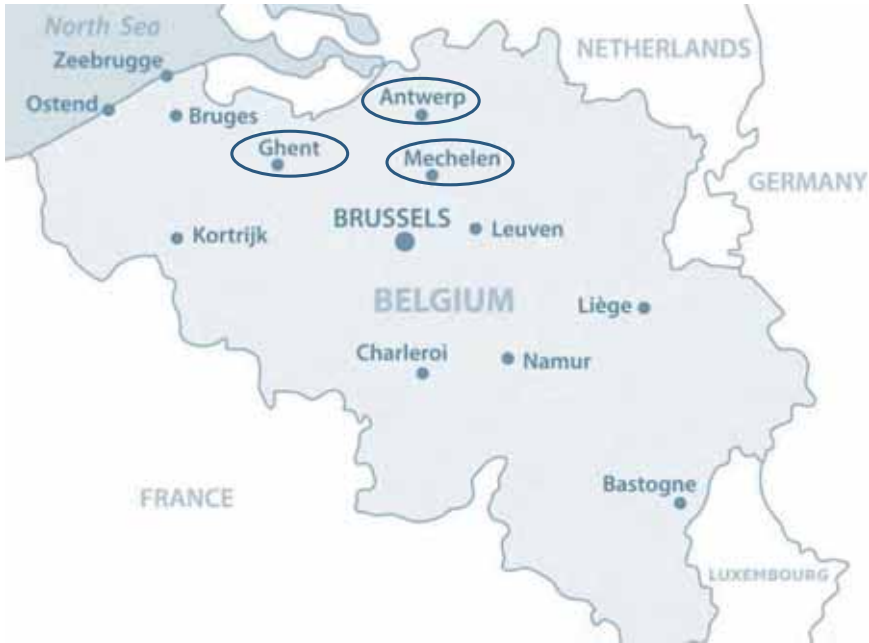 North Sea
NETHERLANDS
Zeebrugge
Antwerp
Ostend
Bruges
Ghent
Mechelen
GERMANY
BRUSSELS
Leuven
Kortrijk
BELGIUM
Liège
Charleroi
Namur
Bastogne
FRANCE
LUXEMBOURG